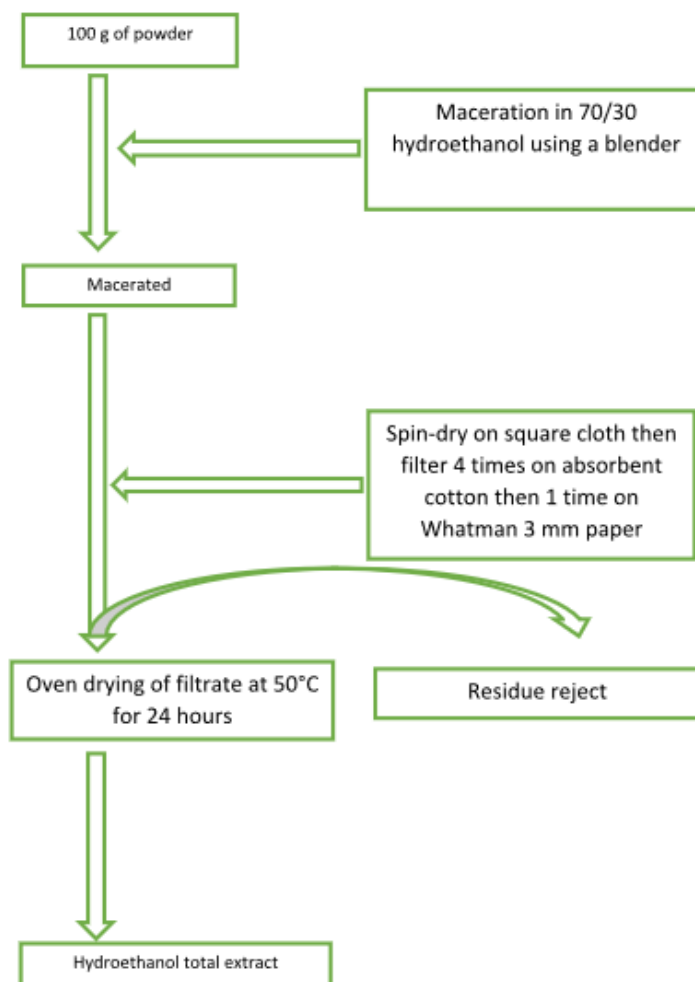 100 g of powder
Maceration in 70/30
hydroethanol using a blender
Macerated
Spin-dry on square cloth then
filter 4 times on absorbent
cotton then 1 time on
Whatman 3 mm paper
Oven drying of filtrate at 50°C
for 24 hours
Residue reject
Hydroethanol total extract